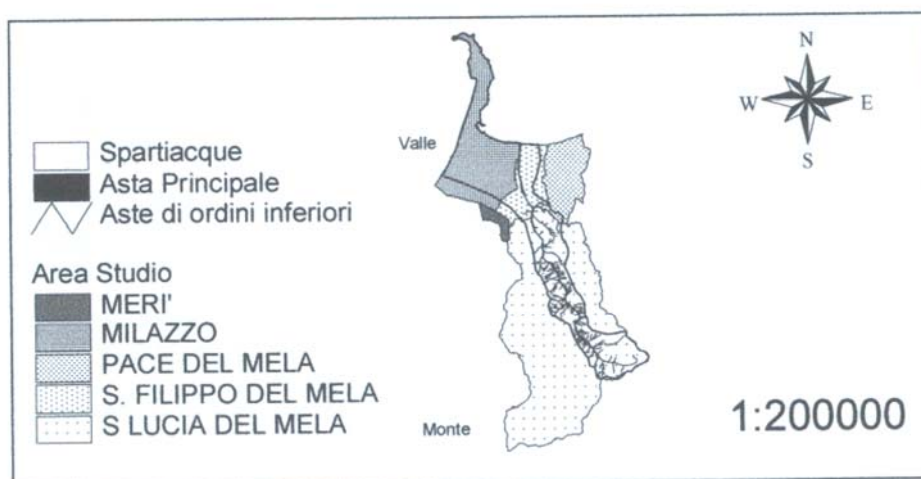 N
W E
S
Valle
Spartiacque
Asta Principale
Aste di ordini inferiori
Area Studio
MERI'
MILAZZO
PACE DEL MELA
S. FILIPPO DEL MELA
S LUCIA DEL MELA
Monte
1:200000